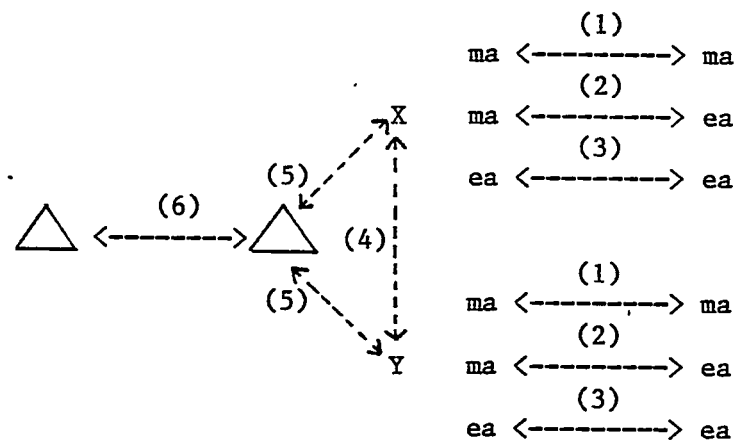 (1)
ma <-----> ma
(2)
X ma <-----> ea
(3)
(5) ea <-----> ea
(6)
(4)
(1)
(5) ma <-----> ma
(2)
Y ma <-----> ea
(3)
ea <-----> ea